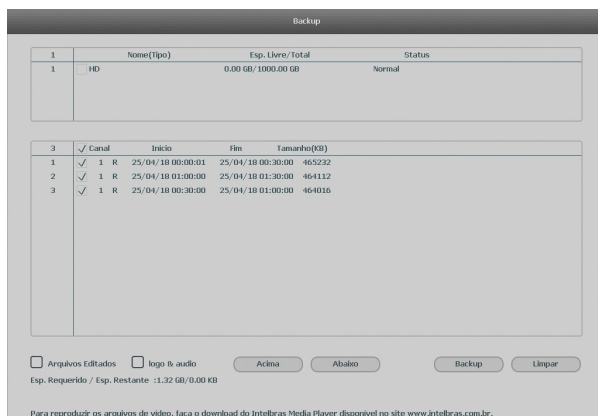 Backup
1 Nome(Tipo) Esp. Livre/Total Status
1 HD 0.00 GB/1000.00 GB Normal
3 Canal Início Fim Tamanho(KB)
1 1 R 25/04/18 00:00:01 25/04/18 00:30:00 465232
2 1 R 25/04/18 01:00:00 25/04/18 01:30:00 464112
3 1 R 25/04/18 00:30:00 25/04/18 01:00:00 464016
Arquivos Editados logo & audio Acima Abaixo Backup Limpar
Esp. Requerido / Esp. Restante :1.32 GB/0.00 KB
Para reproduzir os arquivos de vídeo, faça o download do Intelbras Media Player disponível no site www.intelbras.com.br.